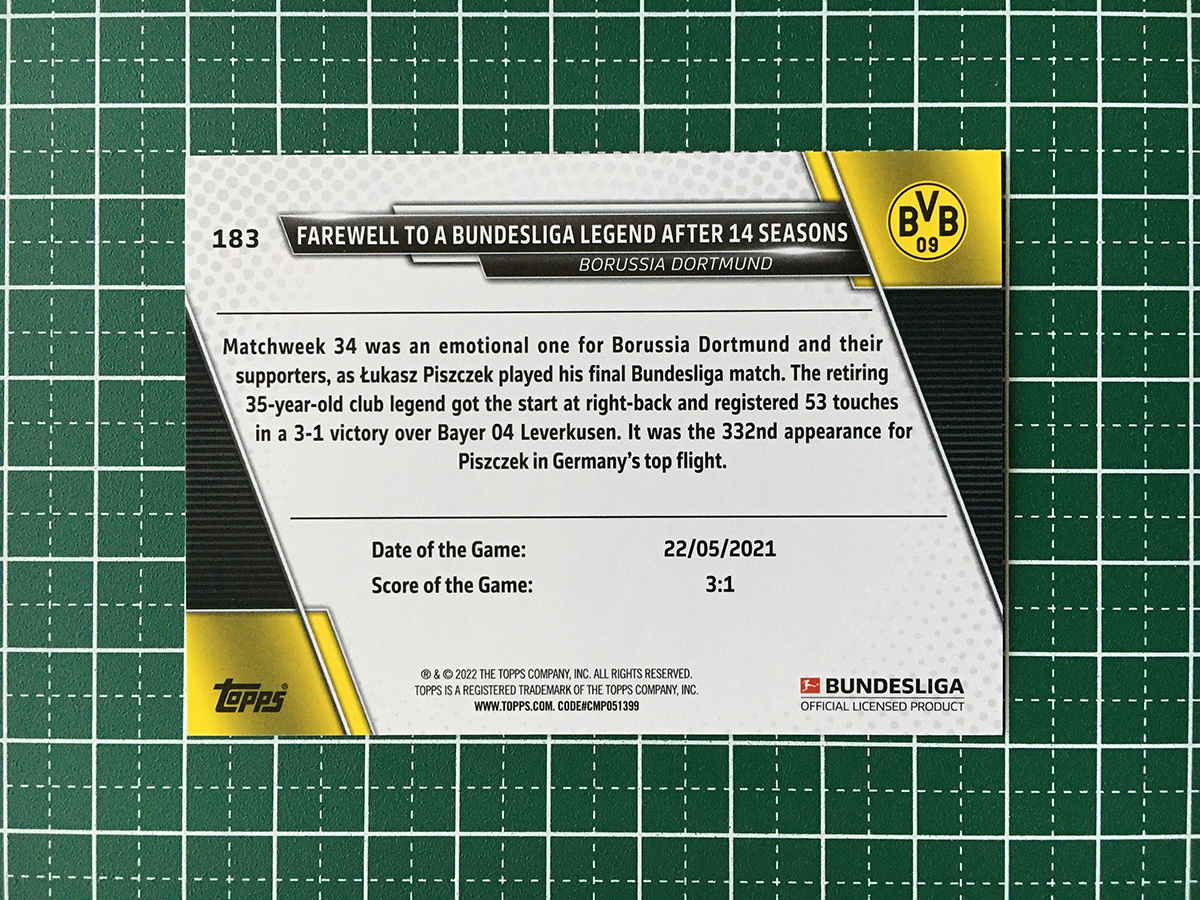 183
FAREWELL TO A BUNDESLIGA LEGEND AFTER 14 SEASONS
BORUSSIA DORTMUND
BVB
09
Matchweek 34 was an emotional one for Borussia Dortmund and their
supporters, as Łukasz Piszczek played his final Bundesliga match. The retiring
35-year-old club legend got the start at right-back and registered 53 touches
in a 3-1 victory over Bayer 04 Leverkusen. It was the 332nd appearance for
Piszczek in Germany's top flight.
Date of the Game: 22/05/2021
Score of the Game: 3:1
topps®
® & © 2022 THE TOPPS COMPANY, INC. ALL RIGHTS RESERVED.
TOPPS IS A REGISTERED TRADEMARK OF THE TOPPS COMPANY, INC.
WWW.TOPPS.COM. CODE#CMP051399
BUNDESLIGA
OFFICIAL LICENSED PRODUCT